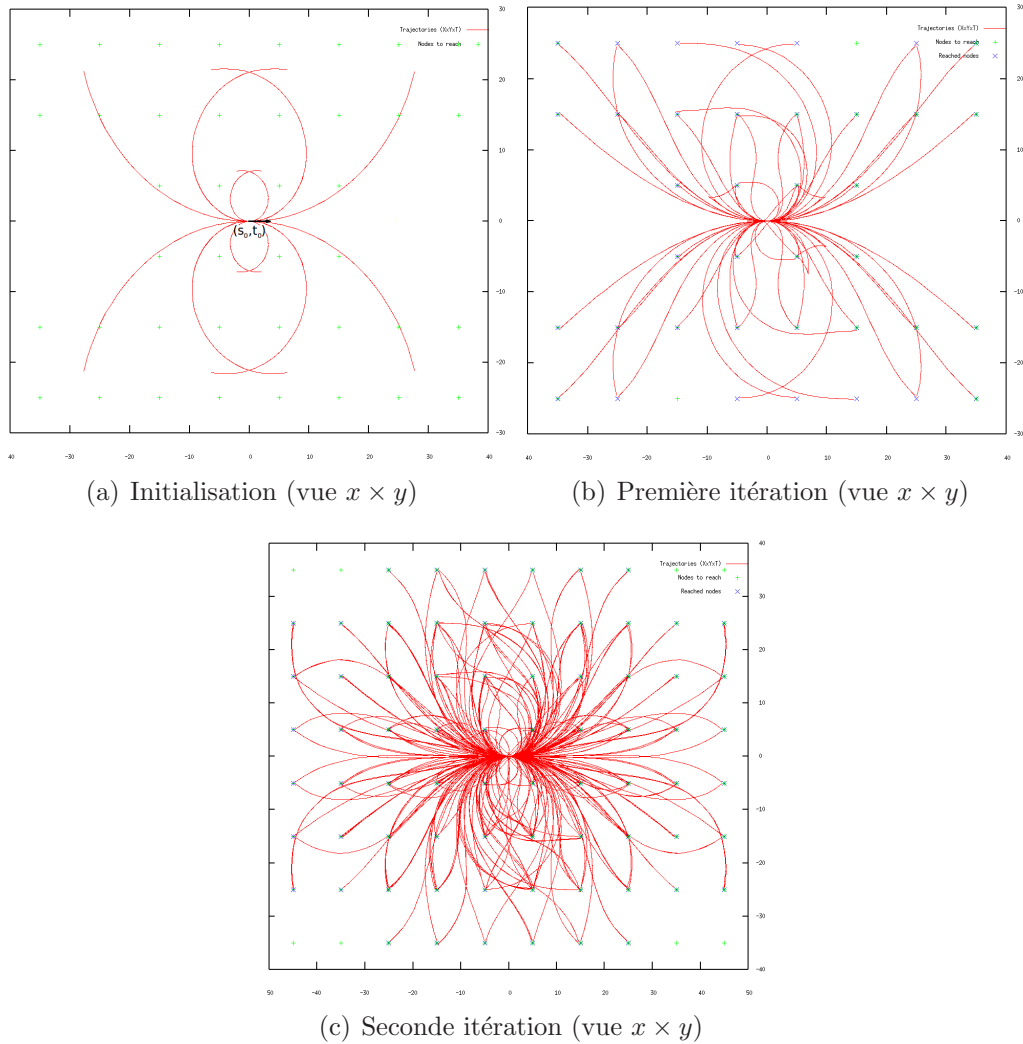 30
Trajectories (XxYxT)
Nodes to reach
20
10
0
(s0,t0)
-10
-20
-30
40 -30 -20 -10 0 10 20 30 40
(a) Initialisation (vue x × y)
30
Trajectories (XxYxT)
Nodes to reach
Reached nodes
20
10
0
-10
-20
-30
40 -30 -20 -10 0 10 20 30 40
(b) Première itération (vue x × y)
40
Trajectories (XxYxT)
Nodes to reach
Reached nodes
30
20
10
0
-10
-20
-30
-40
50 -40 -30 -20 -10 0 10 20 30 40 50
(c) Seconde itération (vue x × y)